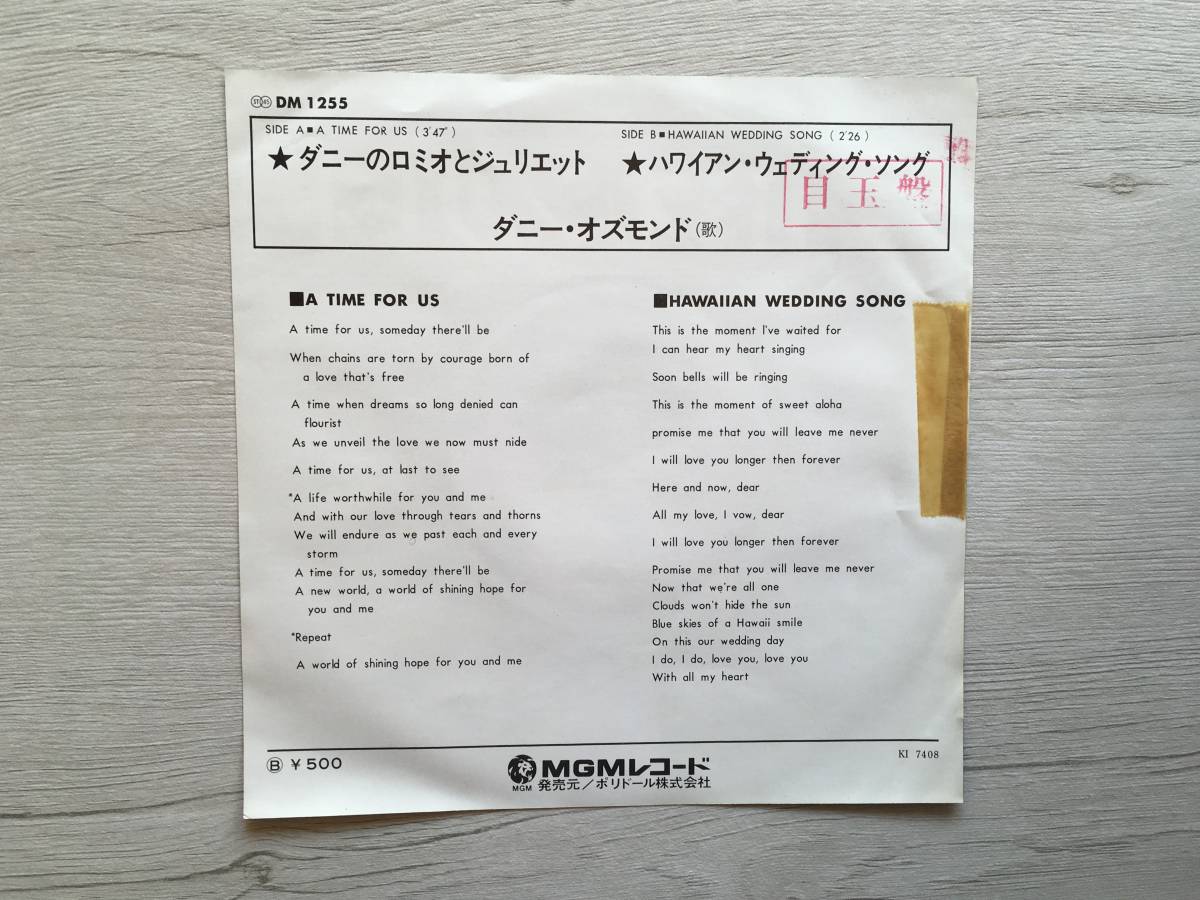 DM 1255
SIDE A■A TIME FOR US (3'47")
★ダニーのロミオとジュリエット
SIDE B■HAWAIIAN WEDDING SONG (2'26)
★ハワイアン・ウェディング・ソング
目玉盤
ダニー・オズモンド(歌)
■A TIME FOR US
A time for us, someday there'll be
When chains are torn by courage born of
a love that's free
A time when dreams so long denied can
flourist
As we unveil the love we now must nide
A time for us, at last to see
*A life worthwhile for you and me
And with our love through tears and thorns
We will endure as we past each and every
storm
A time for us, someday there'll be
A new world, a world of shining hope for
you and me
*Repeat
A world of shining hope for you and me
■HAWAIIAN WEDDING SONG
This is the moment I've waited for
I can hear my heart singing
Soon bells will be ringing
This is the moment of sweet aloha
promise me that you will leave me never
I will love you longer then forever
Here and now, dear
All my love, I vow, dear
I will love you longer then forever
Promise me that you will leave me never
Now that we're all one
Clouds won't hide the sun
Blue skies of a Hawaii smile
On this our wedding day
I do, I do, love you, love you
With all my heart
Ⓑ ¥500
MGM
MGMレコード
発売元/ポリドール株式会社
KI 7408